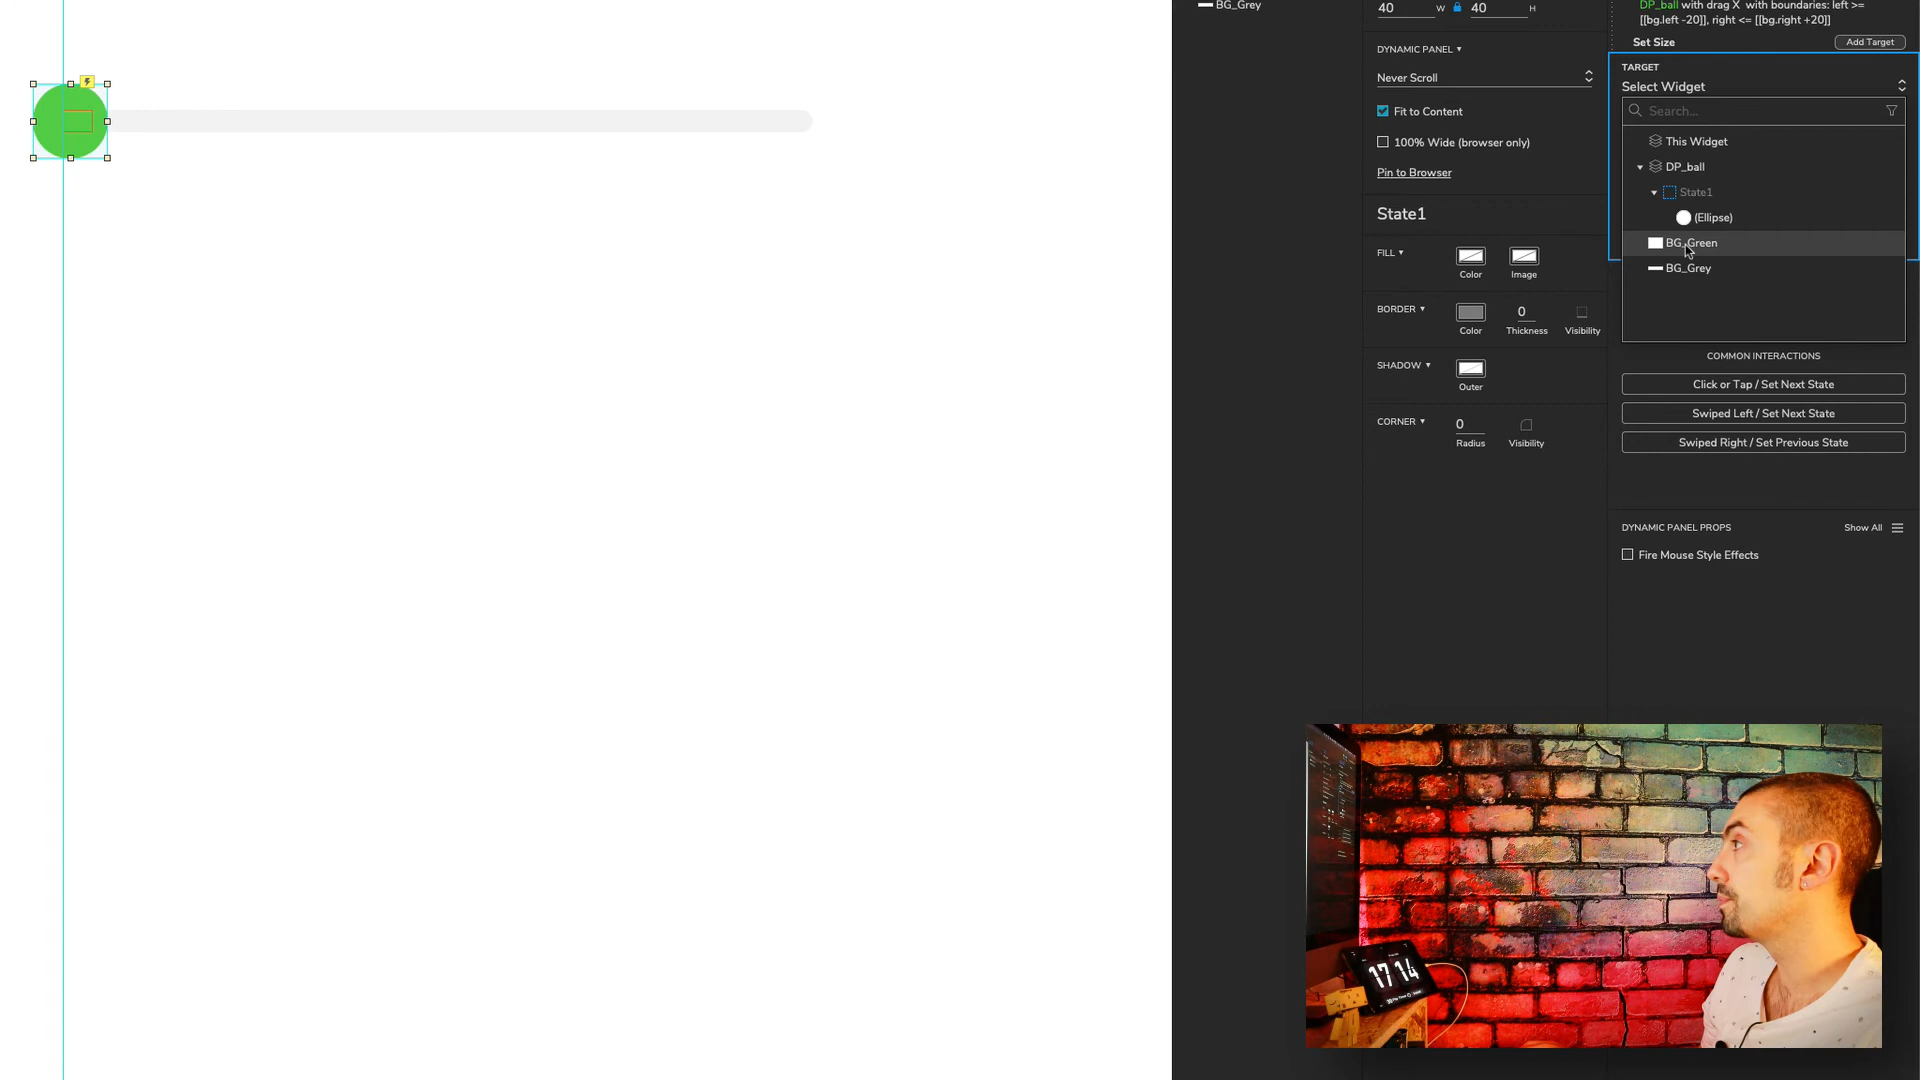 BG_Grey
40 W 40 H
DYNAMIC PANEL
Never Scroll
Fit to Content
100% Wide (browser only)
Pin to Browser
State1
FILL
Color Image
BORDER
0
Color Thickness Visibility
SHADOW
Outer
CORNER
0
Radius Visibility
DP_ball with drag X with boundaries: left >=
[[bg.left -20]], right <= [[bg.right +20]]
Set Size Add Target
TARGET
Select Widget
Search...
This Widget
DP_ball
State1
(Ellipse)
BG_Green
BG_Grey
COMMON INTERACTIONS
Click or Tap / Set Next State
Swiped Left / Set Next State
Swiped Right / Set Previous State
DYNAMIC PANEL PROPS Show All
Fire Mouse Style Effects
17 14